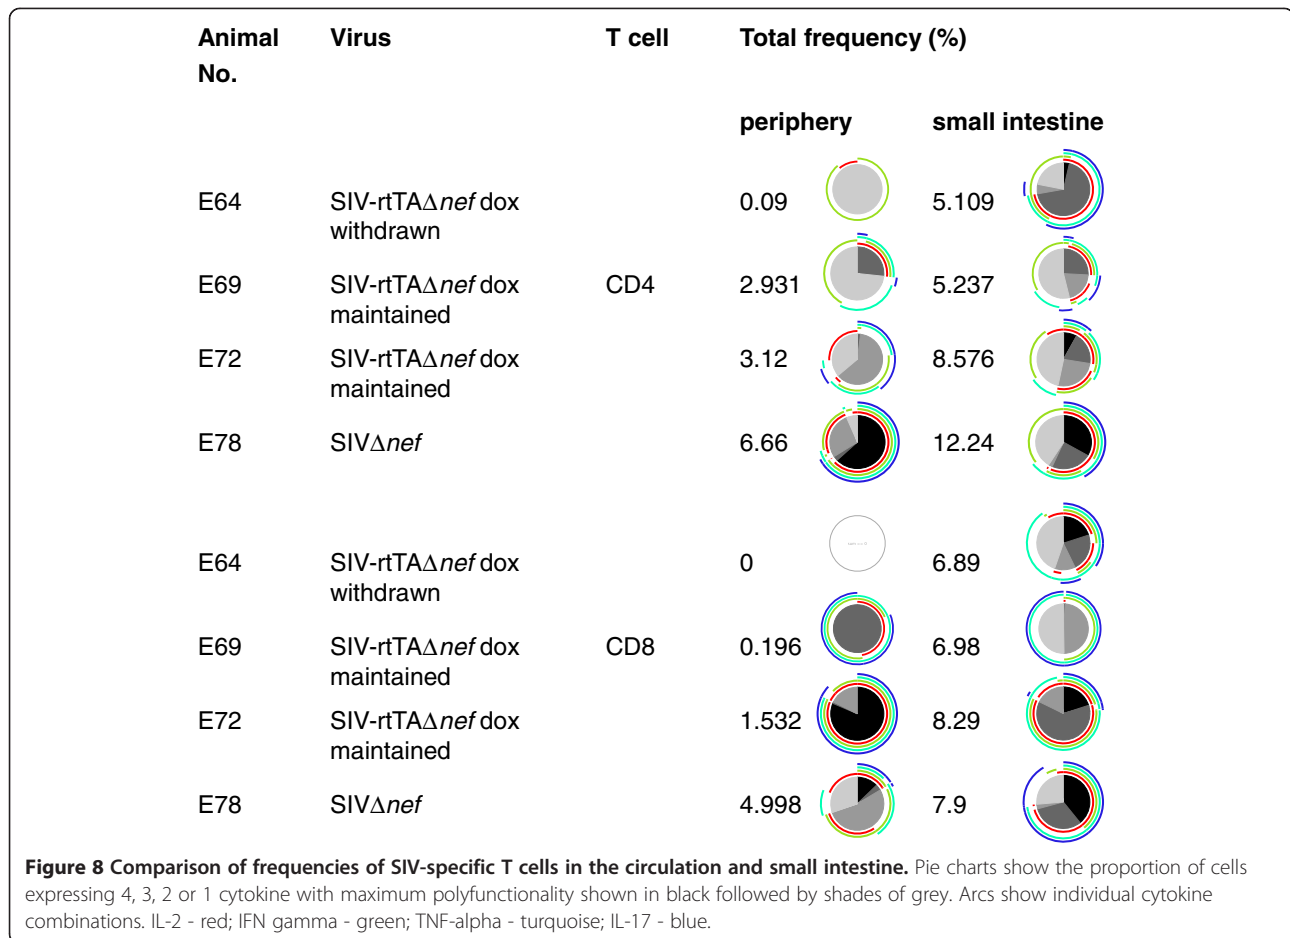 Animal Virus T cell Total frequency (%)
No.
periphery small intestine
E64 SIV-rtTAΔnef dox 0.09 5.109
withdrawn
E69 SIV-rtTAΔnef dox CD4 2.931 5.237
maintained
E72 SIV-rtTAΔnef dox 3.12 8.576
maintained
E78 SIVΔnef 6.66 12.24
E64 SIV-rtTAΔnef dox 0 6.89
withdrawn
E69 SIV-rtTAΔnef dox CD8 0.196 6.98
maintained
E72 SIV-rtTAΔnef dox 1.532 8.29
maintained
E78 SIVΔnef 4.998 7.9
Figure 8 Comparison of frequencies of SIV-specific T cells in the circulation and small intestine. Pie charts show the proportion of cells
expressing 4, 3, 2 or 1 cytokine with maximum polyfunctionality shown in black followed by shades of grey. Arcs show individual cytokine
combinations. IL-2 - red; IFN gamma - green; TNF-alpha - turquoise; IL-17 - blue.